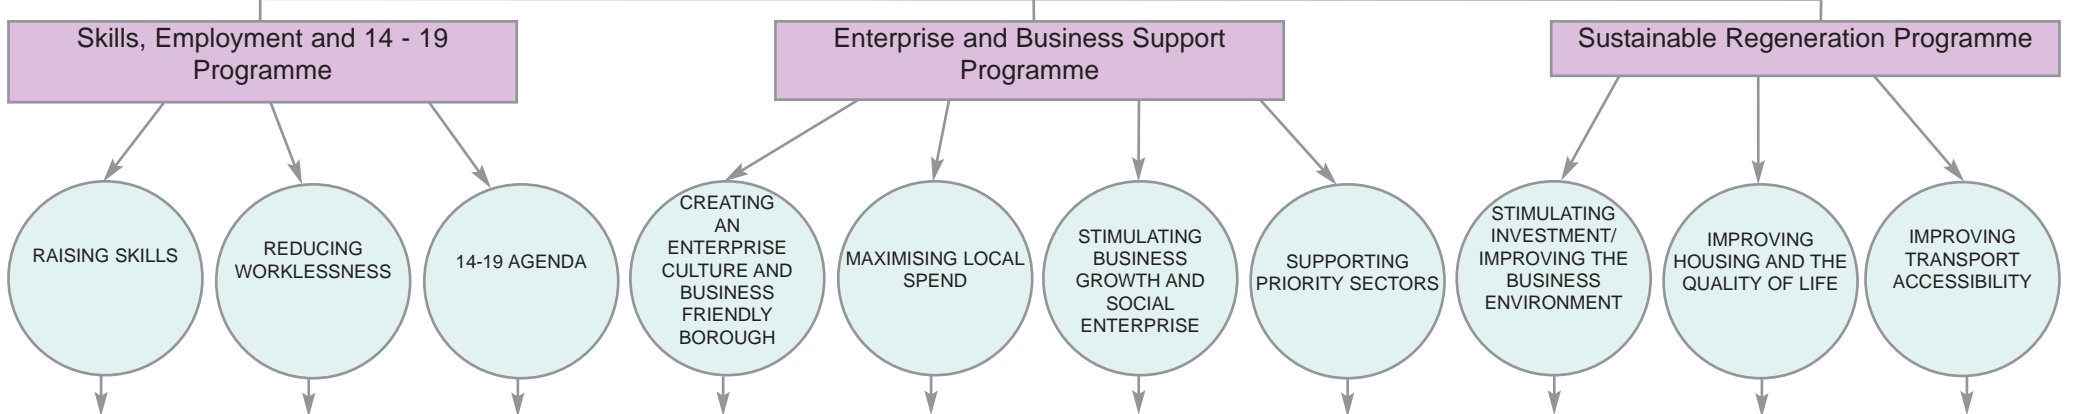 Skills, Employment and 14 - 19
Programme
Enterprise and Business Support
Programme
Sustainable Regeneration Programme
RAISING SKILLS
REDUCING
WORKLESSNESS
14-19 AGENDA
CREATING
AN
ENTERPRISE
CULTURE AND
BUSINESS
FRIENDLY
BOROUGH
MAXIMISING LOCAL
SPEND
STIMULATING
BUSINESS
GROWTH AND
SOCIAL
ENTERPRISE
SUPPORTING
PRIORITY SECTORS
STIMULATING
INVESTMENT/
IMPROVING THE
BUSINESS
ENVIRONMENT
IMPROVING
HOUSING AND THE
QUALITY OF LIFE
IMPROVING
TRANSPORT
ACCESSIBILITY